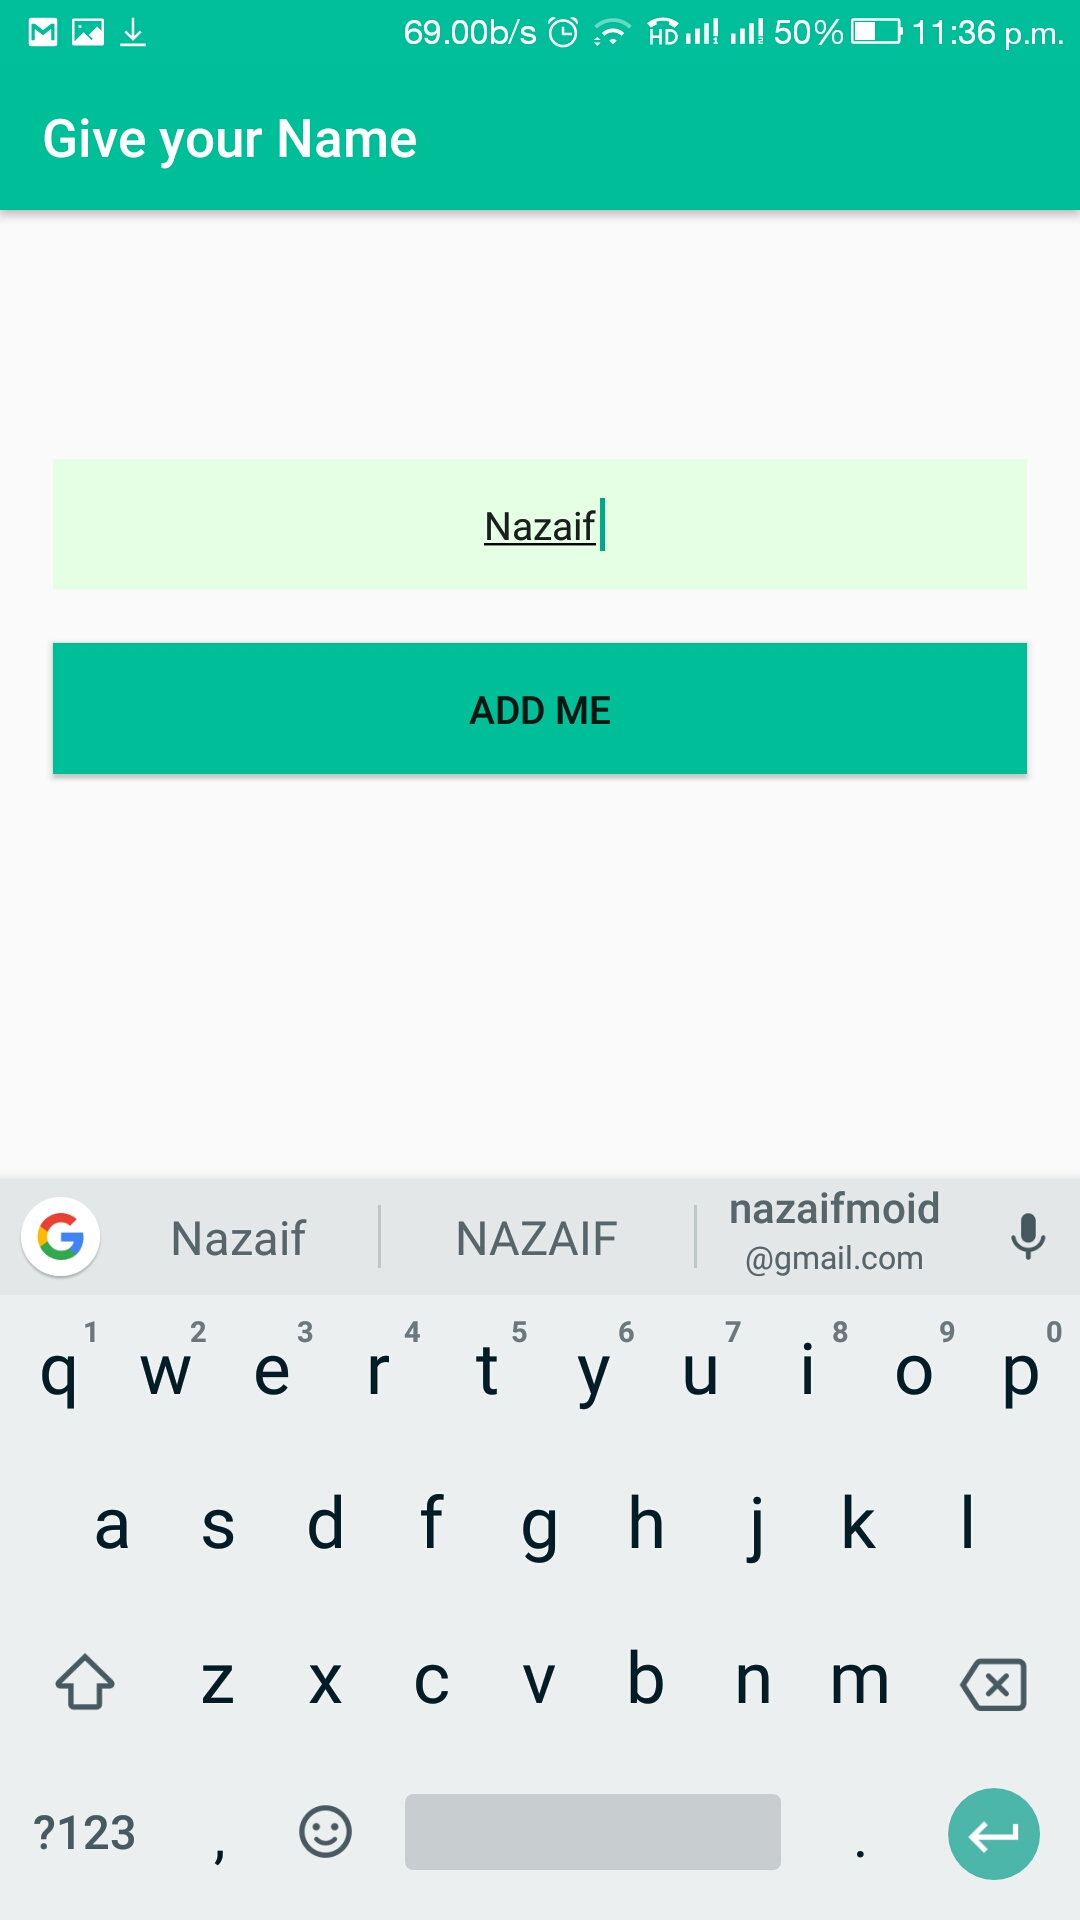 69.00b/s HD 50% 11:36 p.m.
Give your Name
Nazaif
ADD ME
Nazaif NAZAIF nazaifmoid
@gmail.com
1 2 3 4 5 6 7 8 9 0
q w e r t y u i o p
a s d f g h j k l
z x c v b n m
?123 , .